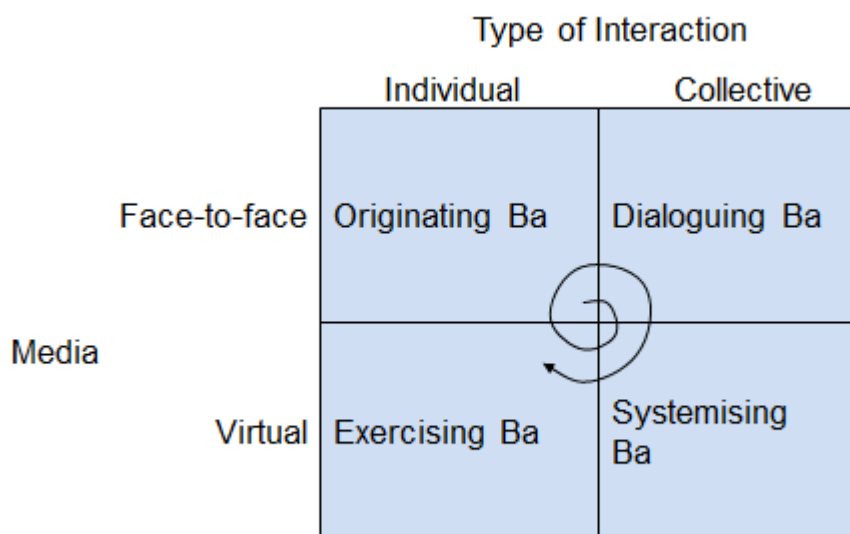 Type of Interaction
Individual
Collective
Face-to-face
Originating Ba
Dialoguing Ba
Media
Virtual
Exercising Ba
Systemising
Ba